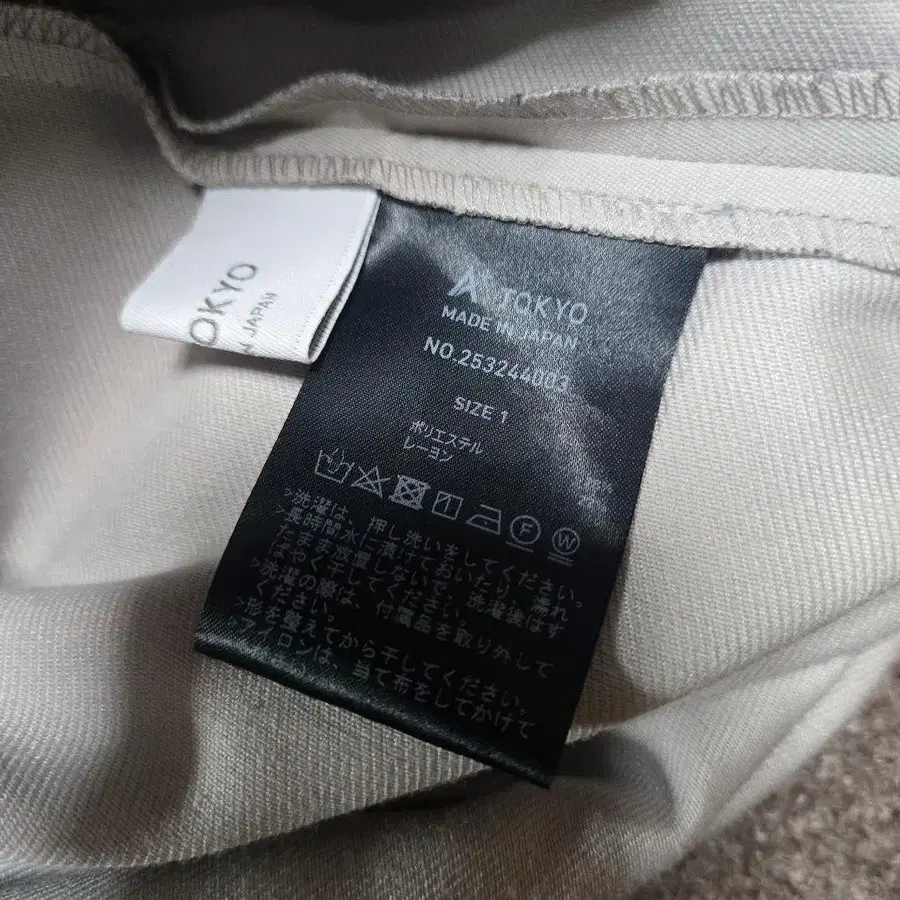 OKYO
IN JAPAN
A TOKYO
MADE IN JAPAN
NO.253244003
SIZE 1
ポリエステル
レーヨン
F W
>洗濯は、押し洗いをしてください。
>長時間水に漬けておいたり、濡れ
たまま放置しないで、洗濯後はす
ばやく干してください。
>洗濯の際は、付属品を取り外して
ください。
>形を整えてから干してください。
>アイロンは、当て布をしてかけて